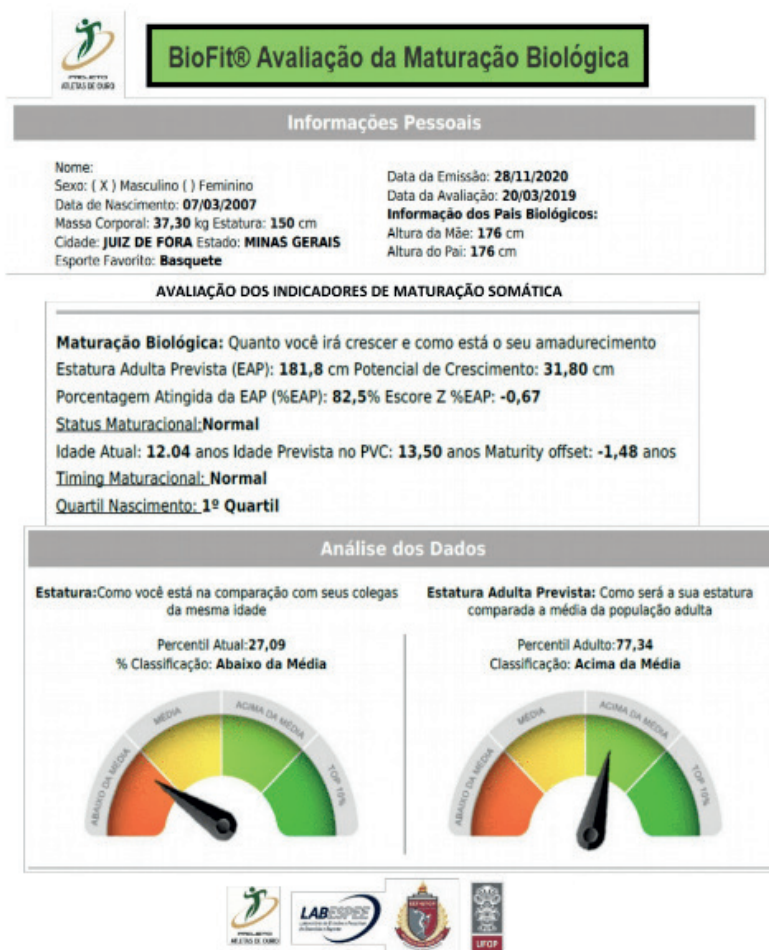 PROJETO
ATLETAS DE OURO
BioFit® Avaliação da Maturação Biológica
Informações Pessoais
Nome:
Sexo: ( X ) Masculino ( ) Feminino
Data de Nascimento: 07/03/2007
Massa Corporal: 37,30 kg Estatura: 150 cm
Cidade: JUIZ DE FORA Estado: MINAS GERAIS
Esporte Favorito: Basquete
Data da Emissão: 28/11/2020
Data da Avaliação: 20/03/2019
Informação dos Pais Biológicos:
Altura da Mãe: 176 cm
Altura do Pai: 176 cm
AVALIAÇÃO DOS INDICADORES DE MATURAÇÃO SOMÁTICA
Maturação Biológica: Quanto você irá crescer e como está o seu amadurecimento
Estatura Adulta Prevista (EAP): 181,8 cm Potencial de Crescimento: 31,80 cm
Porcentagem Atingida da EAP (%EAP): 82,5% Escore Z %EAP: -0,67
Status Maturacional:Normal
Idade Atual: 12.04 anos Idade Prevista no PVC: 13,50 anos Maturity offset: -1,48 anos
Timing Maturacional: Normal
Quartil Nascimento: 1º Quartil
Análise dos Dados
Estatura:Como você está na comparação com seus colegas
da mesma idade
Percentil Atual:27,09
% Classificação: Abaixo da Média
ABAIXO DA MÉDIA
MÉDIA
ACIMA DA MÉDIA
TOP 10%
Estatura Adulta Prevista: Como será a sua estatura
comparada a média da população adulta
Percentil Adulto:77,34
Classificação: Acima da Média
ABAIXO DA MÉDIA
MÉDIA
ACIMA DA MÉDIA
TOP 10%
PROJETO
ATLETAS DE OURO
LABESPEE
UFOP